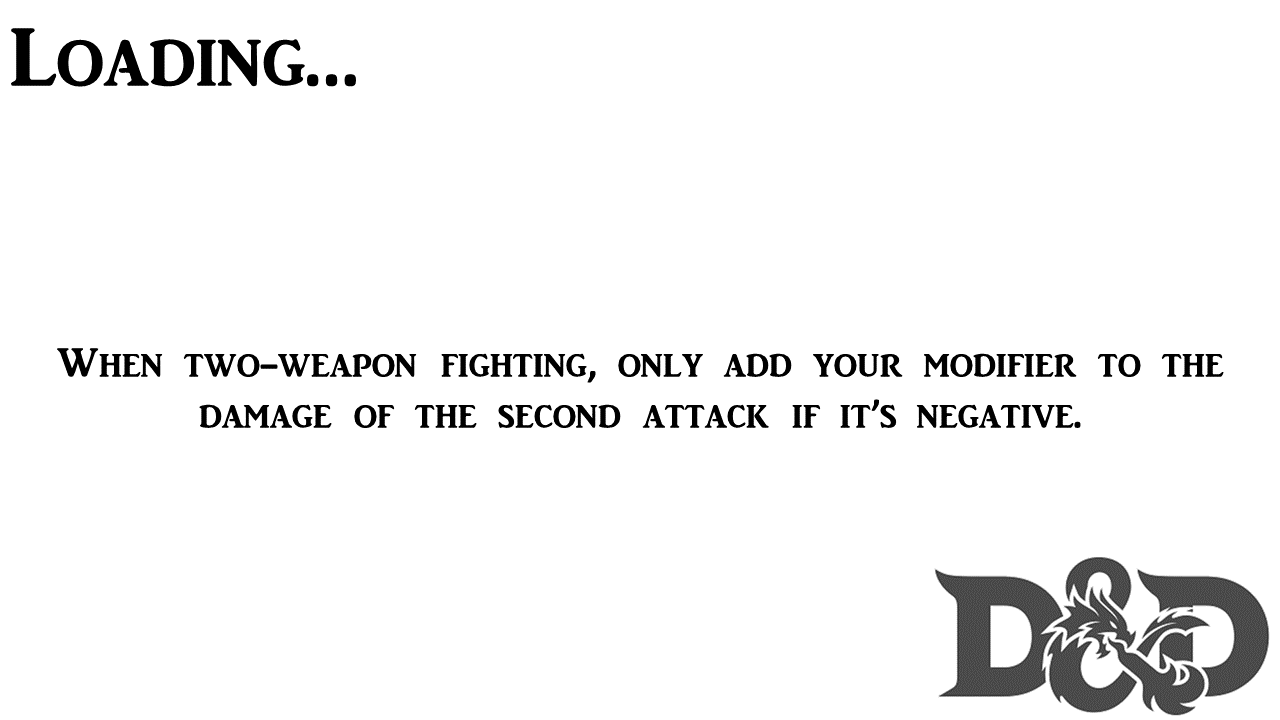 Loading...
When two-weapon fighting, only add your modifier to the
damage of the second attack if it's negative.
D&D